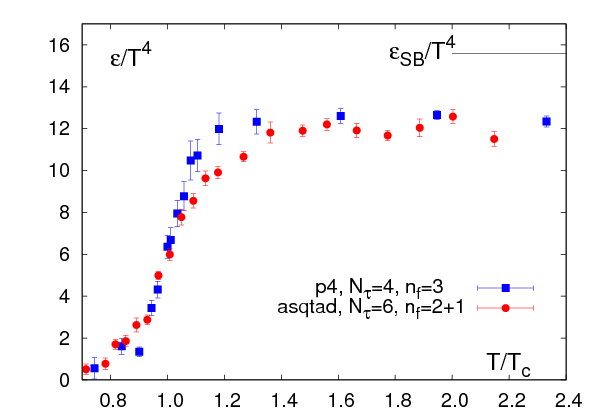 16
14
12
10
8
6
4
2
0
ε/T⁴
ε_SB/T⁴
p4, N_τ=4, n_f=3
asqtad, N_τ=6, n_f=2+1
T/T_c
0.8 1.0 1.2 1.4 1.6 1.8 2.0 2.2 2.4